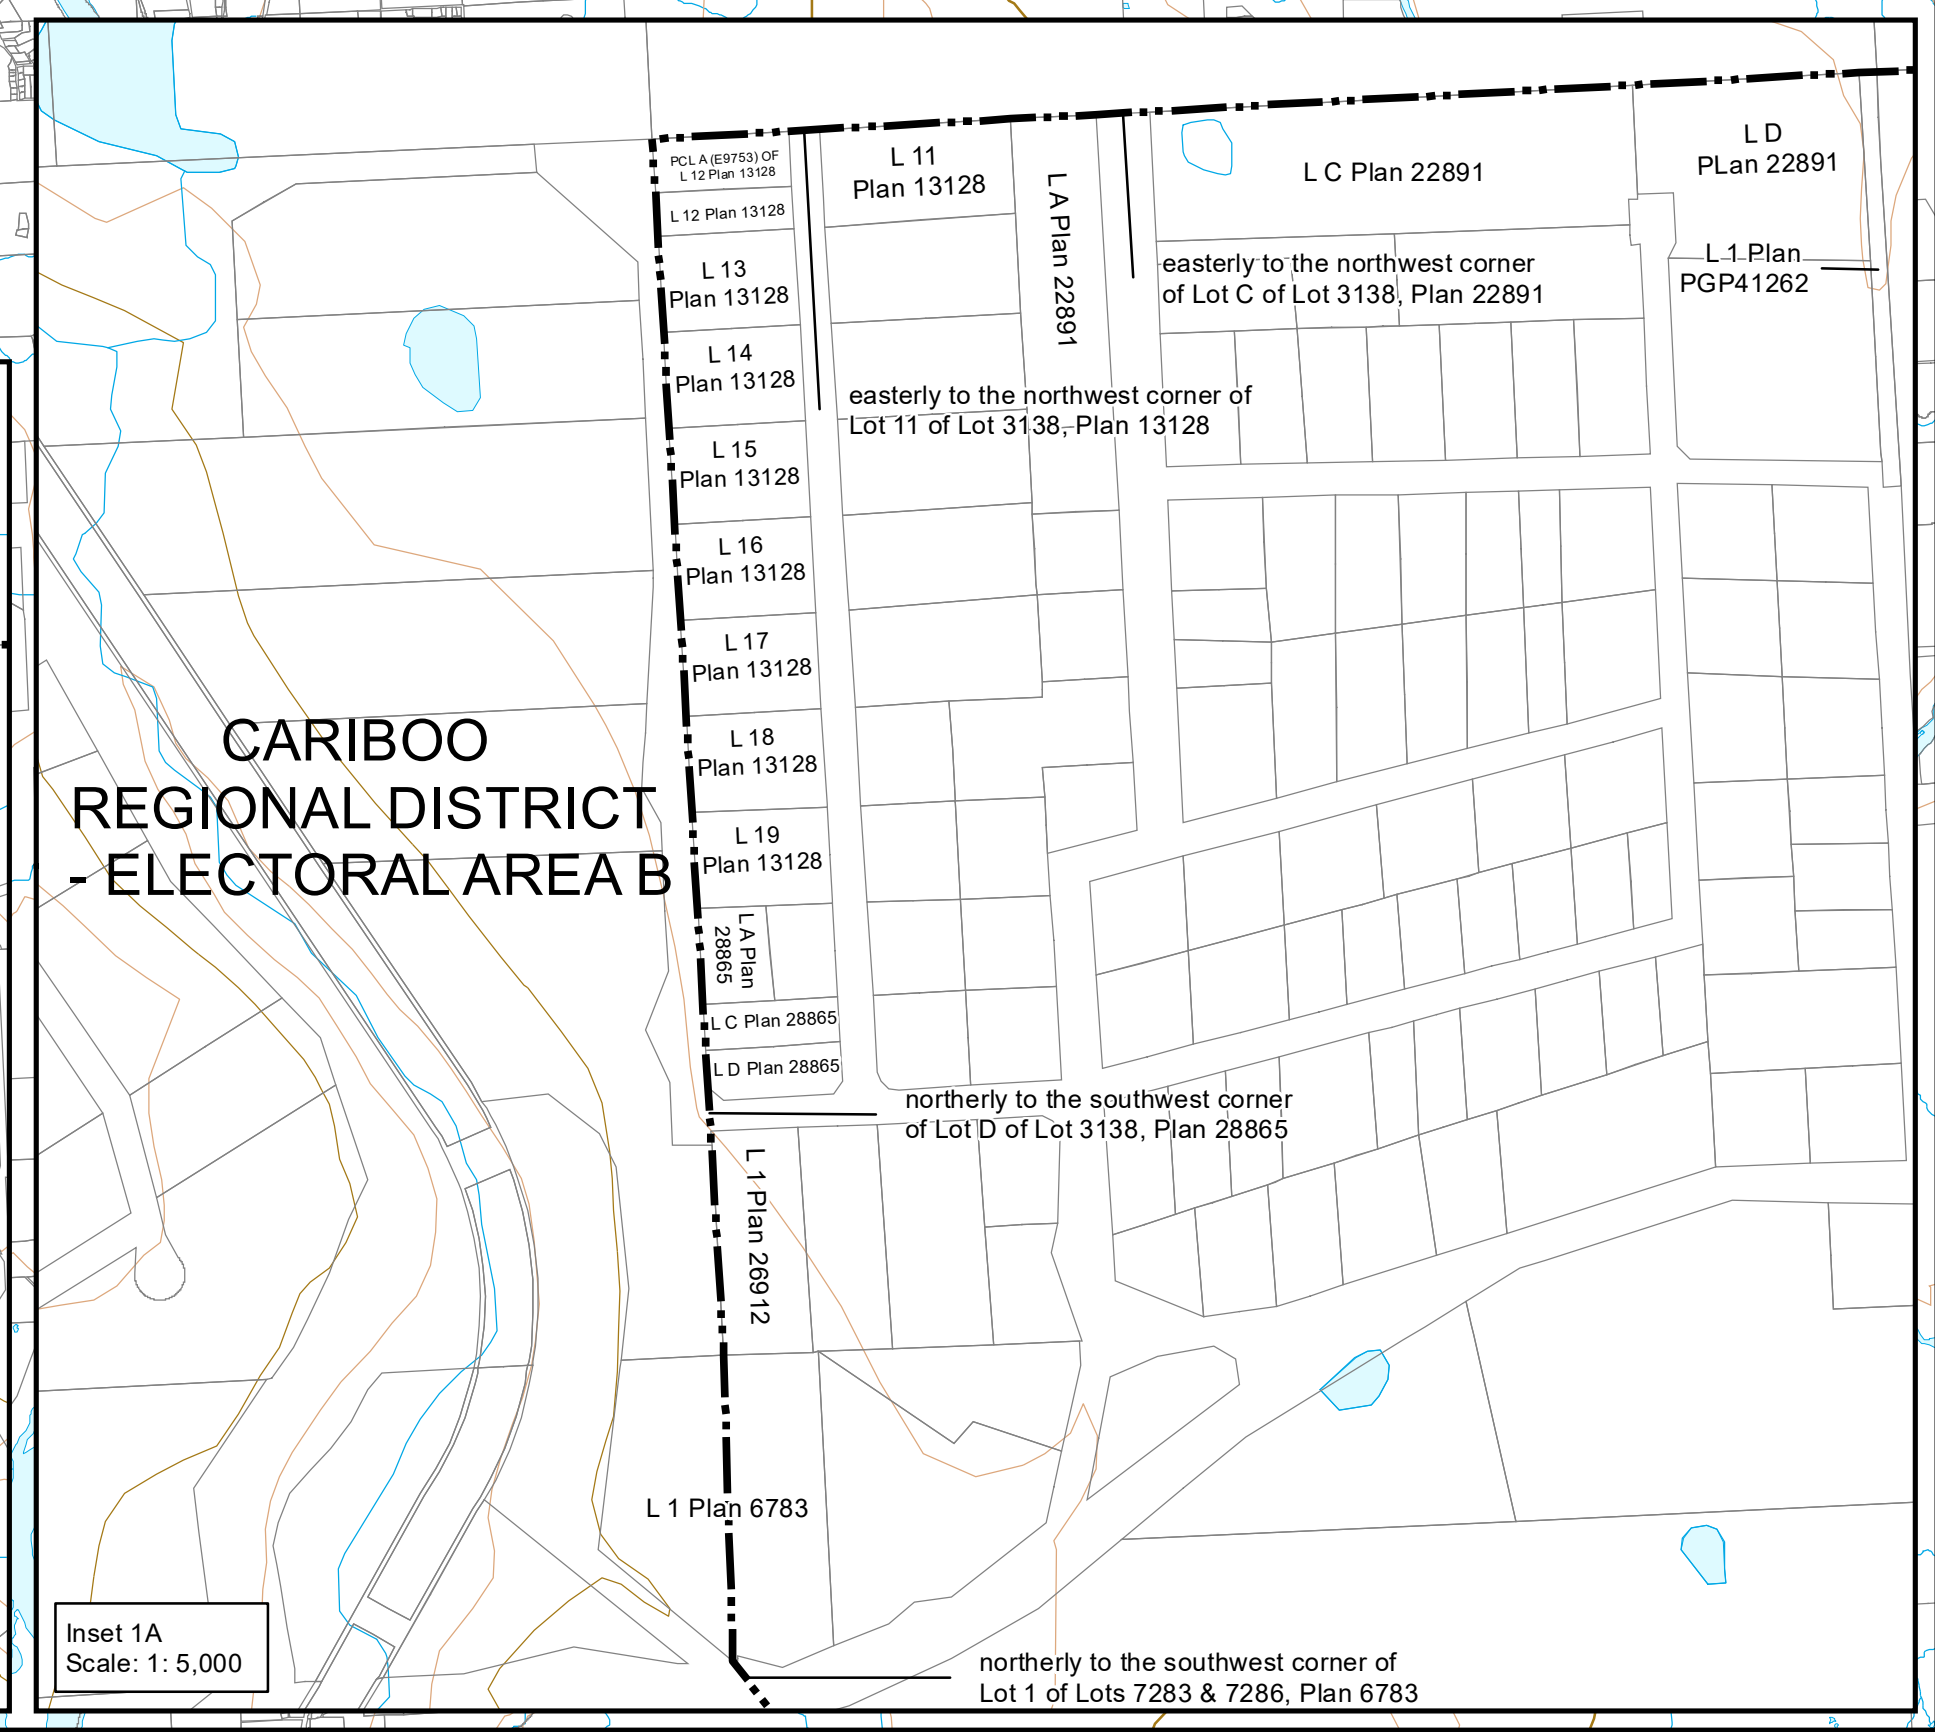 PCL A (E9753) OF
L 12 Plan 13128
L 12 Plan 13128
L 13
Plan 13128
L 14
Plan 13128
L 15
Plan 13128
L 16
Plan 13128
L 17
Plan 13128
L 18
Plan 13128
L 19
Plan 13128
L A Plan
28865
L C Plan 28865
L D Plan 28865
L 11
Plan 13128
L A Plan 22891
L C Plan 22891
L D
PLan 22891
L 1 Plan
PGP41262
easterly to the northwest corner
of Lot C of Lot 3138, Plan 22891
easterly to the northwest corner of
Lot 11 of Lot 3138, Plan 13128
CARIBOO
REGIONAL DISTRICT
- ELECTORAL AREA B
northerly to the southwest corner
of Lot D of Lot 3138, Plan 28865
L 1 Plan 26912
L 1 Plan 6783
northerly to the southwest corner of
Lot 1 of Lots 7283 & 7286, Plan 6783
Inset 1A
Scale: 1: 5,000